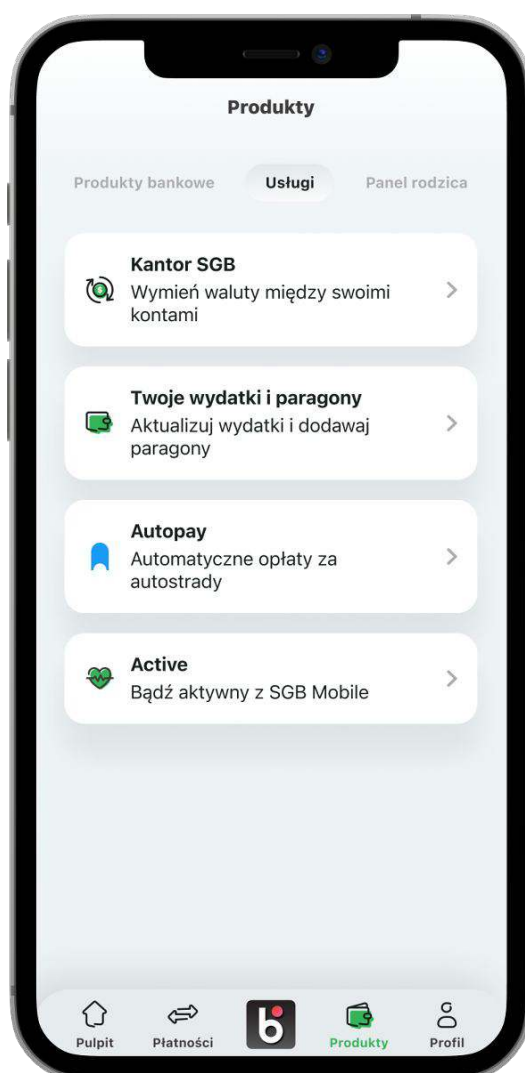 Produkty
Produkty bankowe Usługi Panel rodzica
Kantor SGB
Wymień waluty między swoimi
kontami
Twoje wydatki i paragony
Aktualizuj wydatki i dodawaj
paragony
Autopay
Automatyczne opłaty za
autostrady
Active
Bądź aktywny z SGB Mobile
Pulpit Płatności Produkty Profil